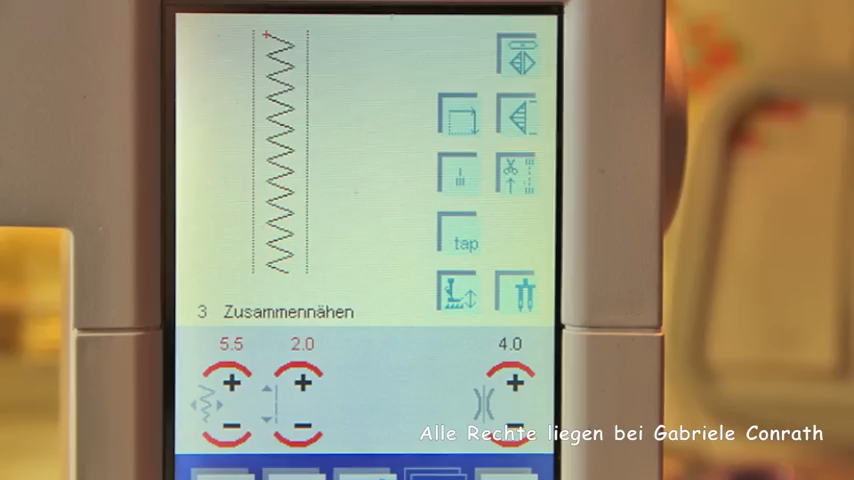 tap
3 Zusammennähen
5.5 2.0 4.0
+ + +
- - -
Alle Rechte liegen bei Gabriele Conrath